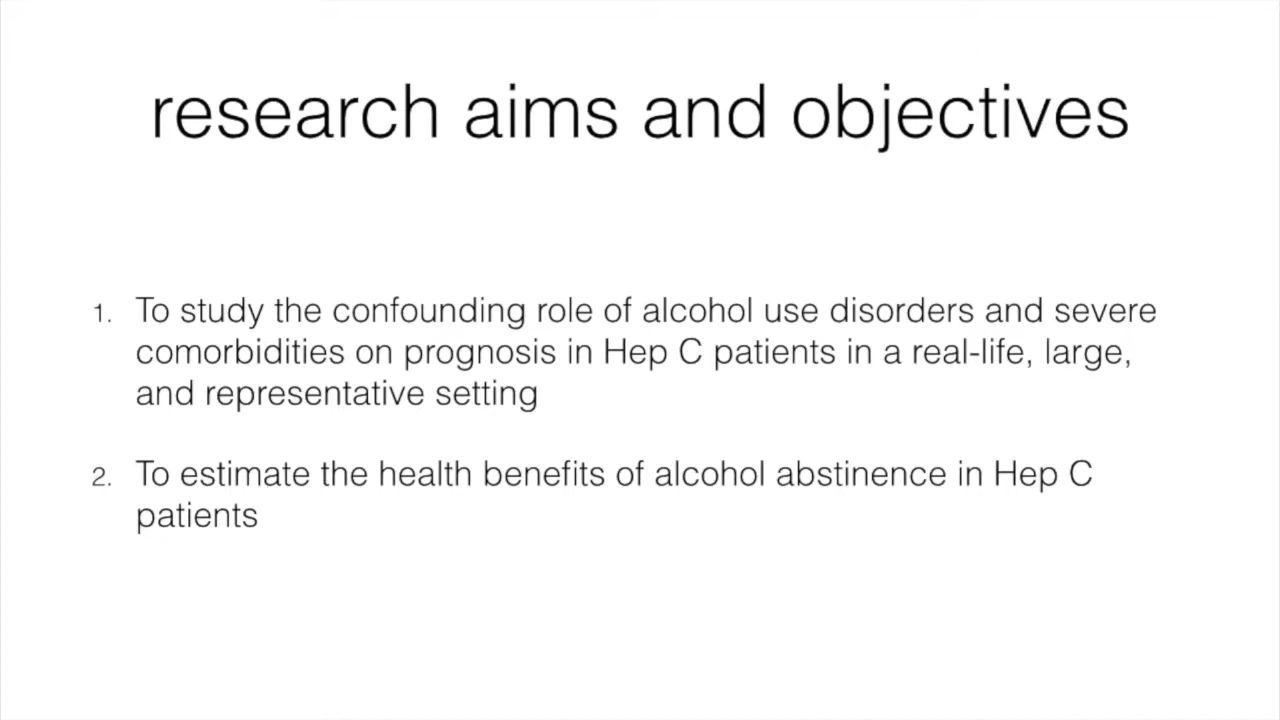 research aims and objectives
1. To study the confounding role of alcohol use disorders and severe
comorbidities on prognosis in Hep C patients in a real-life, large,
and representative setting
2. To estimate the health benefits of alcohol abstinence in Hep C
patients